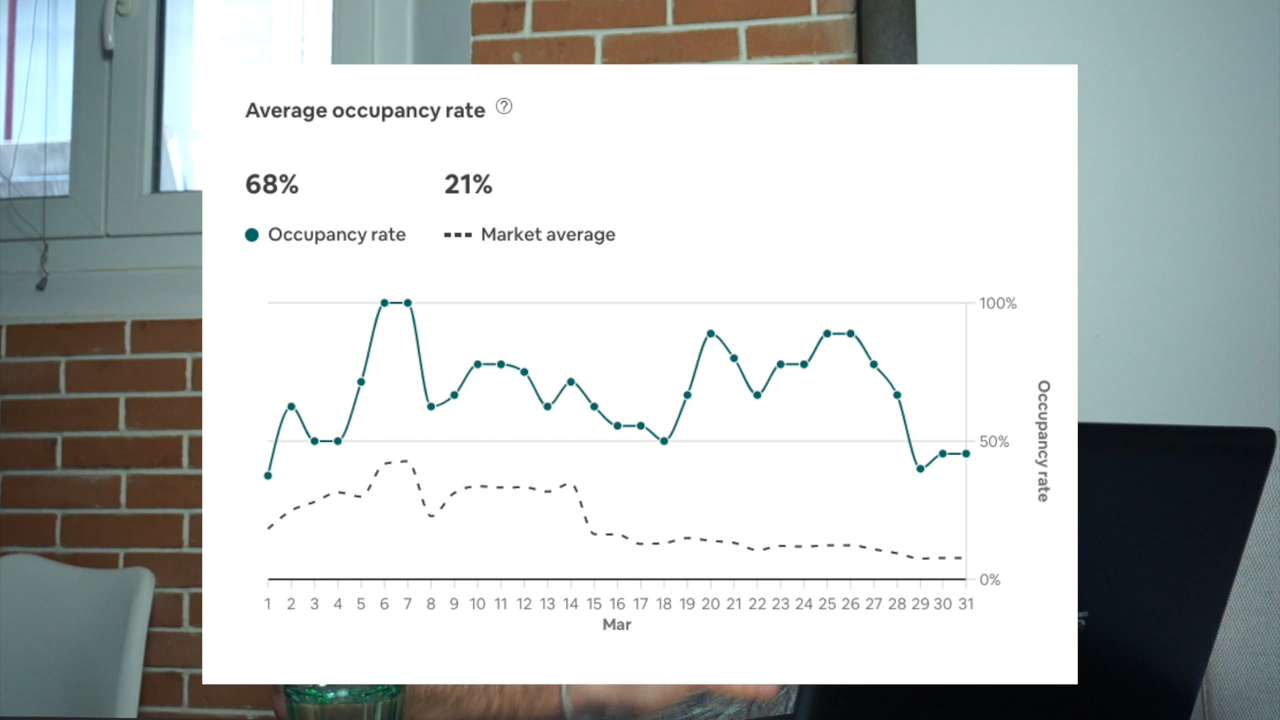 Average occupancy rate ?
68% 21%
Occupancy rate Market average
100%
50%
0%
Occupancy rate
1 2 3 4 5 6 7 8 9 10 11 12 13 14 15 16 17 18 19 20 21 22 23 24 25 26 27 28 29 30 31
Mar